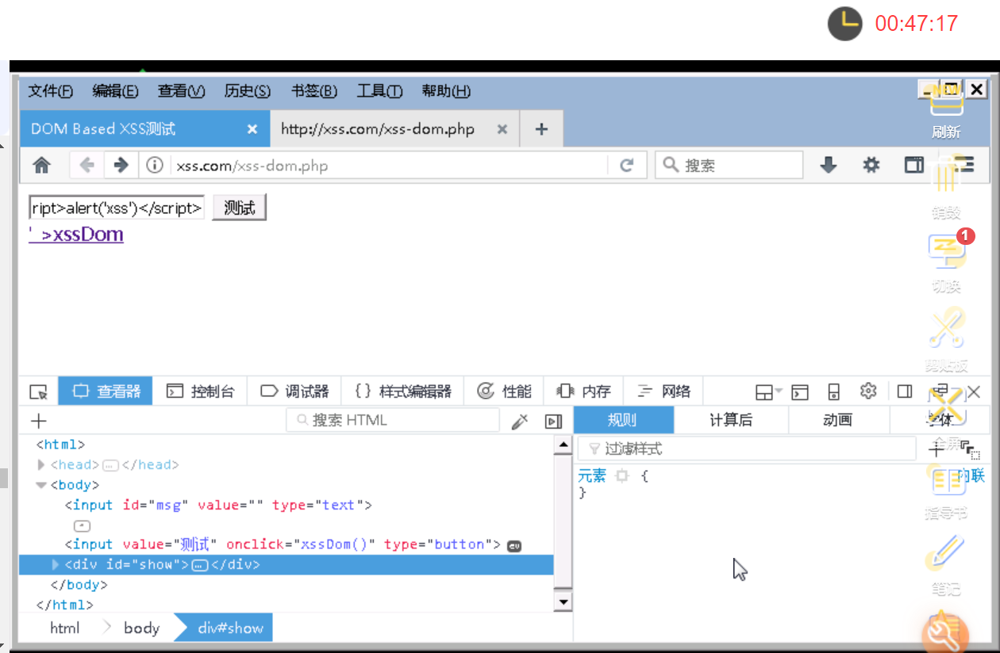 00:47:17
文件(F) 编辑(E) 查看(V) 历史(S) 书签(B) 工具(T) 帮助(H)
DOM Based XSS测试 http://xss.com/xss-dom.php
刷新
xss.com/xss-dom.php 搜索
ript>alert('xss')</script> 测试
销毁
' >xssDom
1
切换
剪贴板
查看器 控制台 调试器 {} 样式编辑器 性能 内存 网络
搜索 HTML 规则 计算后 动画 字体
全屏
<html> 过滤样式
<head></head>
<body> 元素 { 内联
}
<input id="msg" value="" type="text">
指导书
<input value="测试" onclick="xssDom()" type="button"> ev
<div id="show"></div>
</body>
笔记
</html>
html body div#show